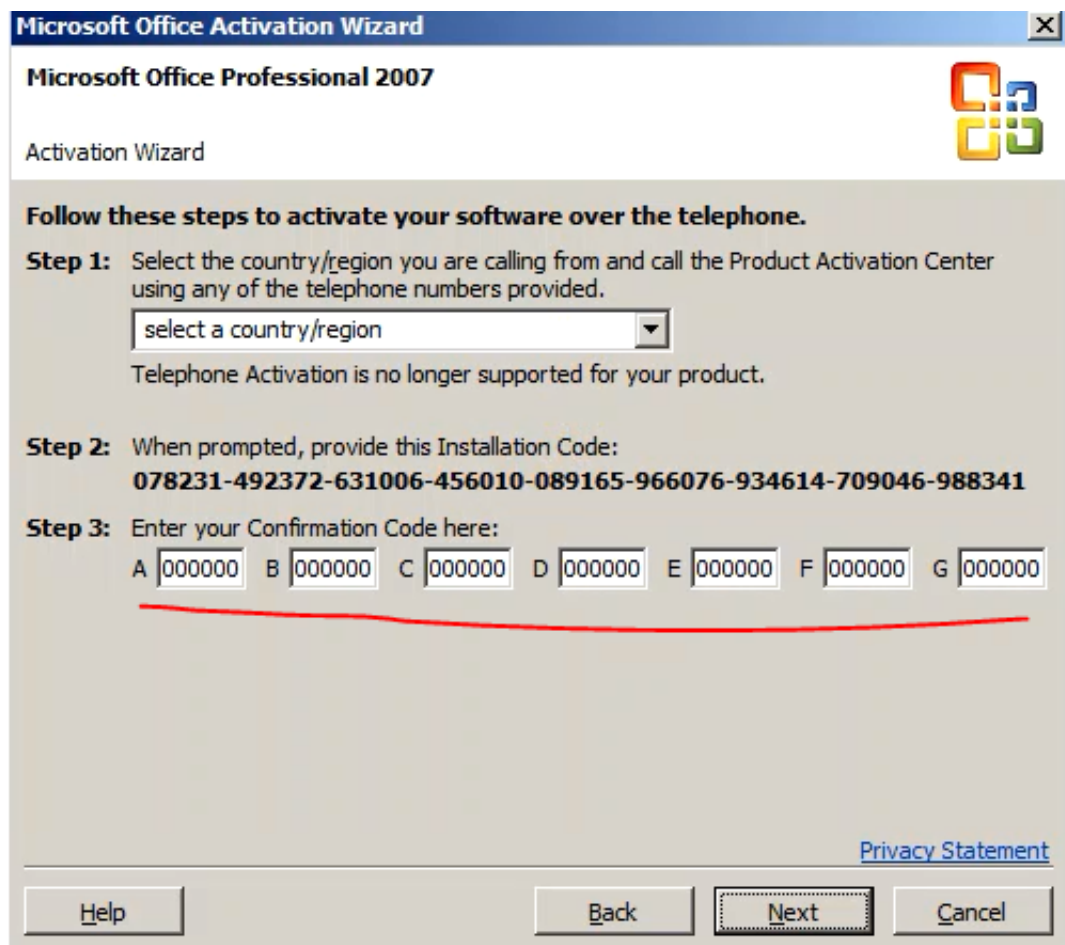 Microsoft Office Activation Wizard
Microsoft Office Professional 2007
Activation Wizard
Follow these steps to activate your software over the telephone.
Step 1: Select the country/region you are calling from and call the Product Activation Center
using any of the telephone numbers provided.
select a country/region
Telephone Activation is no longer supported for your product.
Step 2: When prompted, provide this Installation Code:
078231-492372-631006-456010-089165-966076-934614-709046-988341
Step 3: Enter your Confirmation Code here:
A 000000 B 000000 C 000000 D 000000 E 000000 F 000000 G 000000
Privacy Statement
Help Back Next Cancel